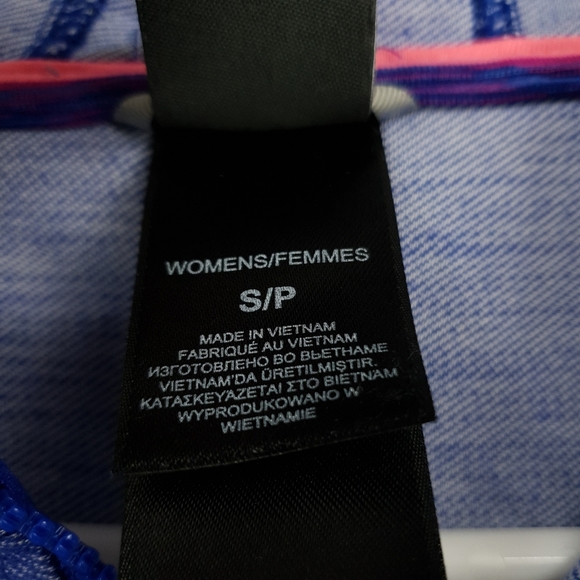 WOMENS/FEMMES
S/P
MADE IN VIETNAM
FABRIQUÉ AU VIETNAM
ИЗГОТОВЛЕНО ВО ВЬЕТНАМЕ
VIETNAM'DA ÜRETILMIŞTIR.
ΚΑΤΑΣΚΕΥΑΖΕΤΑΙ ΣΤΟ ΒΙΕΤΝΑΜ
WYPRODUKOWANO W
WIETNAMIE